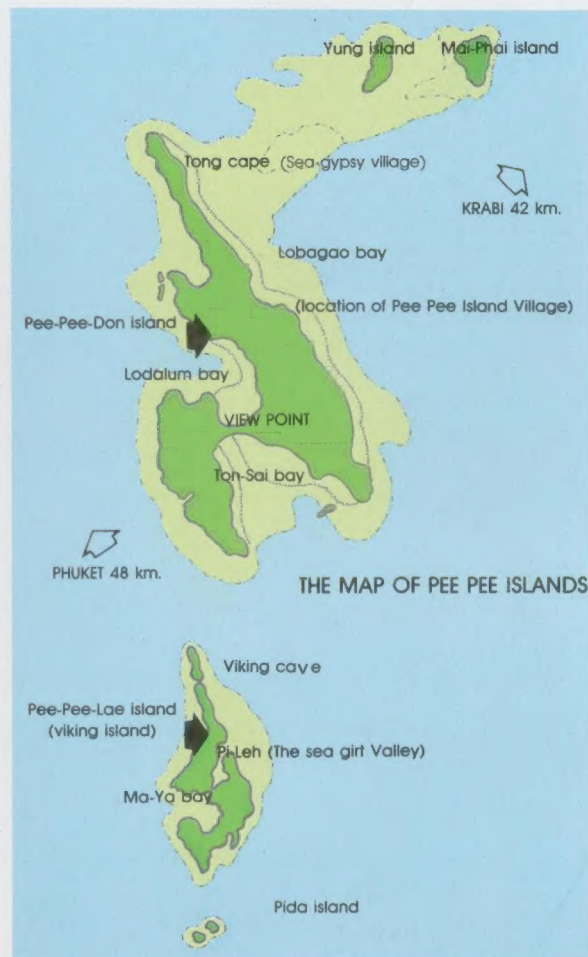 Yung island
Mai-Phai island
Tong cape (Sea-gypsy village)
KRABI 42 km.
Lobagao bay
(location of Pee Pee Island Village)
Pee-Pee-Don island
Lodalum bay
VIEW POINT
Ton-Sai bay
PHUKET 48 km.
THE MAP OF PEE PEE ISLANDS
Viking cave
Pee-Pee-Lae island
(viking island)
Pi-Leh (The sea girt Valley)
Ma-Ya bay
Pida island